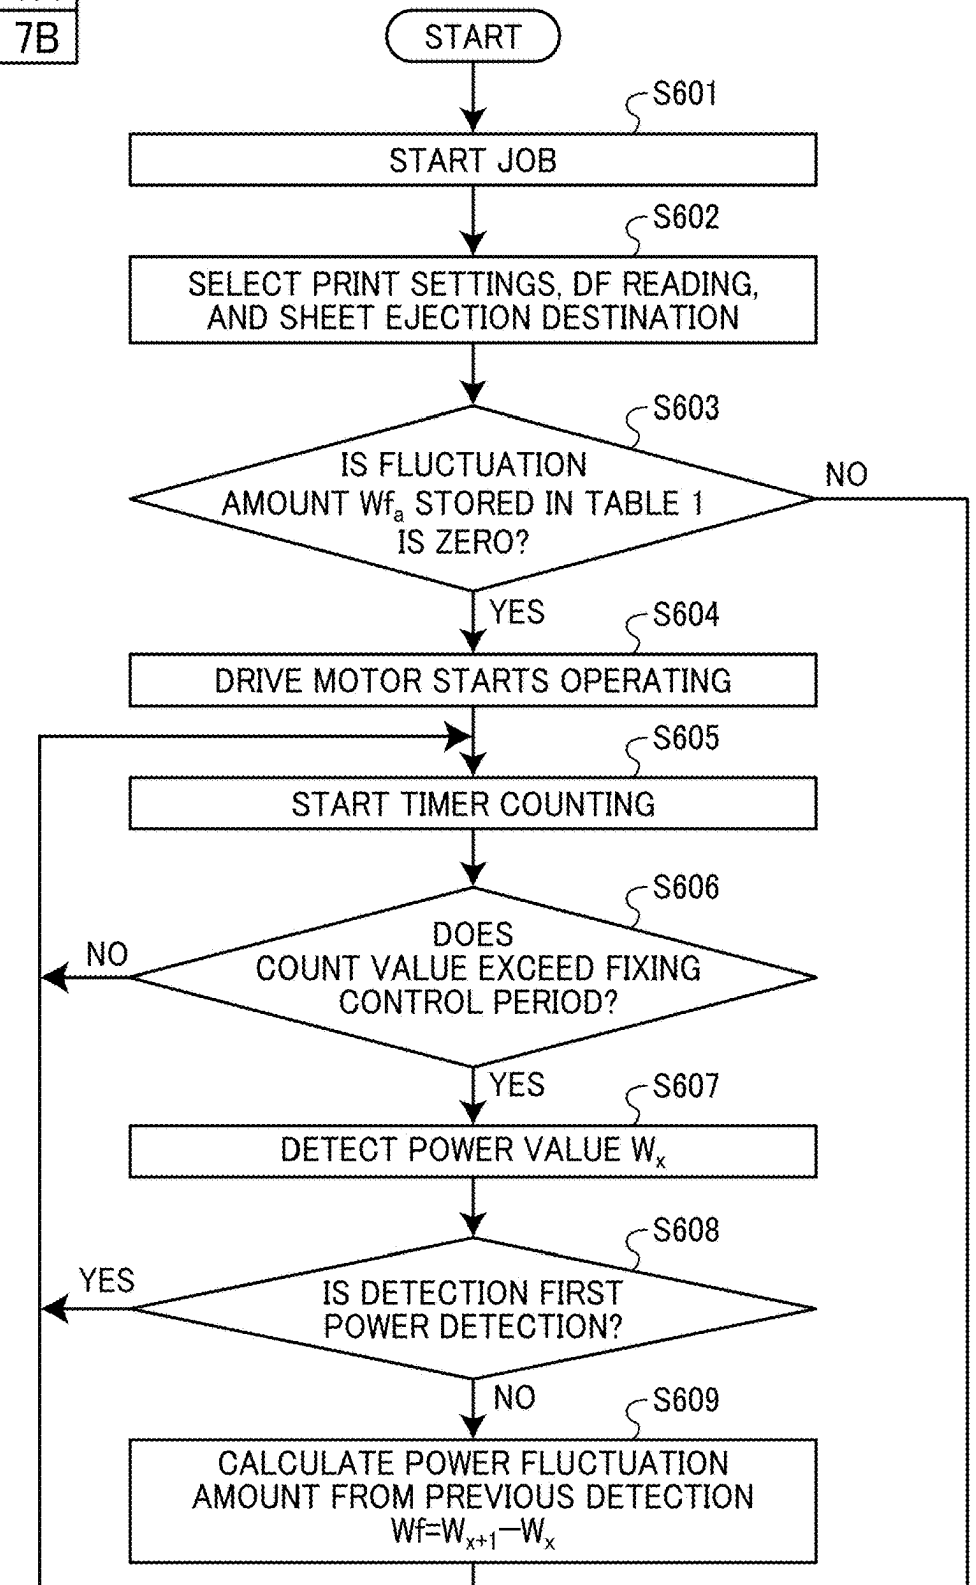 7B
START
S601
START JOB
S602
SELECT PRINT SETTINGS, DF READING,
AND SHEET EJECTION DESTINATION
S603
IS FLUCTUATION
AMOUNT Wfa STORED IN TABLE 1
IS ZERO?
NO
YES
S604
DRIVE MOTOR STARTS OPERATING
S605
START TIMER COUNTING
S606
DOES
COUNT VALUE EXCEED FIXING
CONTROL PERIOD?
NO
YES
S607
DETECT POWER VALUE Wx
S608
IS DETECTION FIRST
POWER DETECTION?
YES
NO
S609
CALCULATE POWER FLUCTUATION
AMOUNT FROM PREVIOUS DETECTION
Wf=Wx+1−Wx